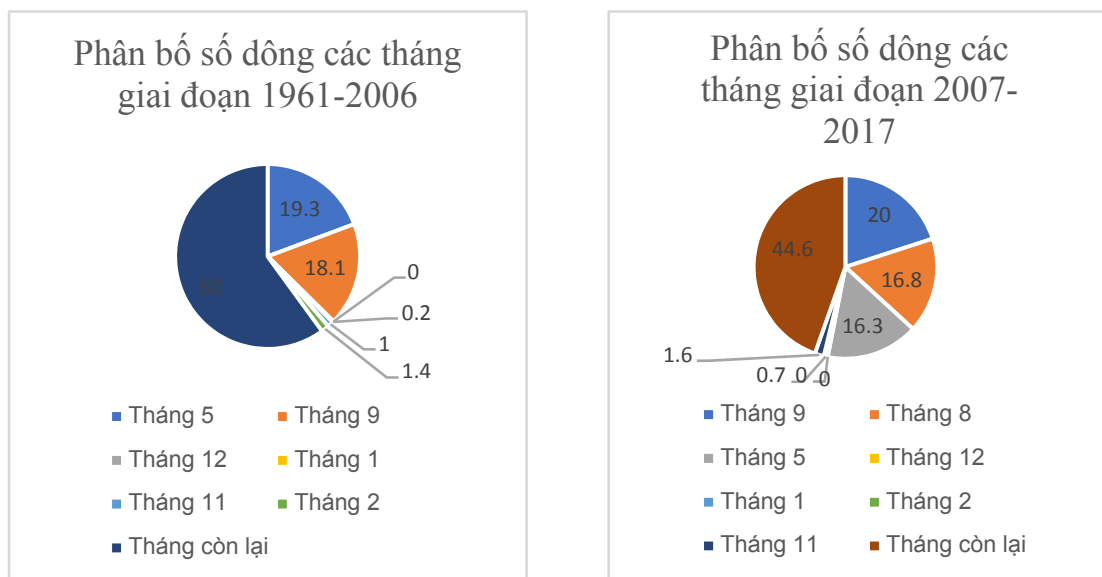 Phân bố số dông các tháng
giai đoạn 1961-2006
19.3
18.1
0
0.2
1
1.4
60
Tháng 5 Tháng 9
Tháng 12 Tháng 1
Tháng 11 Tháng 2
Tháng còn lại
Phân bố số dông các
tháng giai đoạn 2007-
2017
20
44.6
16.8
16.3
1.6
0.7 0 0
Tháng 9 Tháng 8
Tháng 5 Tháng 12
Tháng 1 Tháng 2
Tháng 11 Tháng còn lại